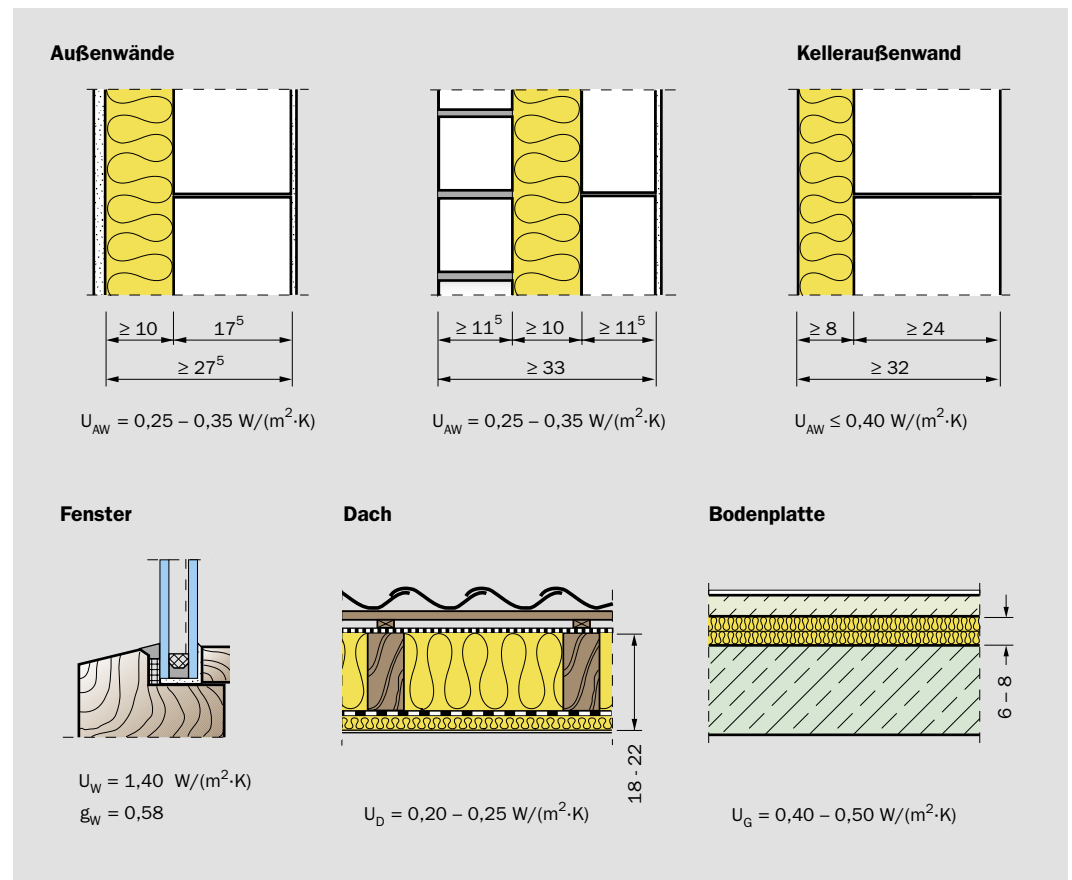 Außenwände
Kelleraußenwand
≥ 10
17⁵
≥ 27⁵
≥ 11⁵
≥ 10
≥ 11⁵
≥ 33
≥ 8
≥ 24
≥ 32
U_AW = 0,25 – 0,35 W/(m²·K)
U_AW = 0,25 – 0,35 W/(m²·K)
U_AW ≤ 0,40 W/(m²·K)
Fenster
Dach
Bodenplatte
U_W = 1,40 W/(m²·K)
g_W = 0,58
18 - 22
U_D = 0,20 – 0,25 W/(m²·K)
6 – 8
U_G = 0,40 – 0,50 W/(m²·K)